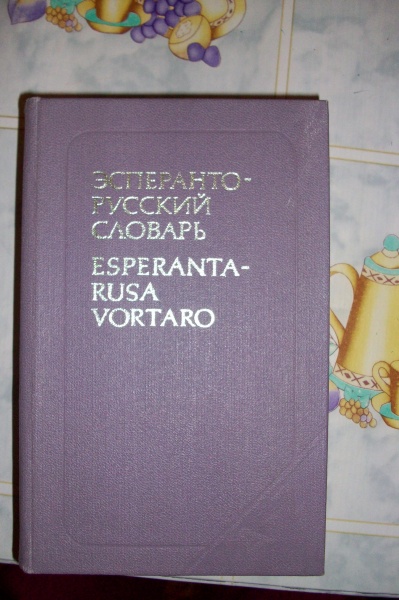 ЭСПЕРАНТО-
РУССКИЙ
СЛОВАРЬ
ESPERANTA-
RUSA
VORTARO